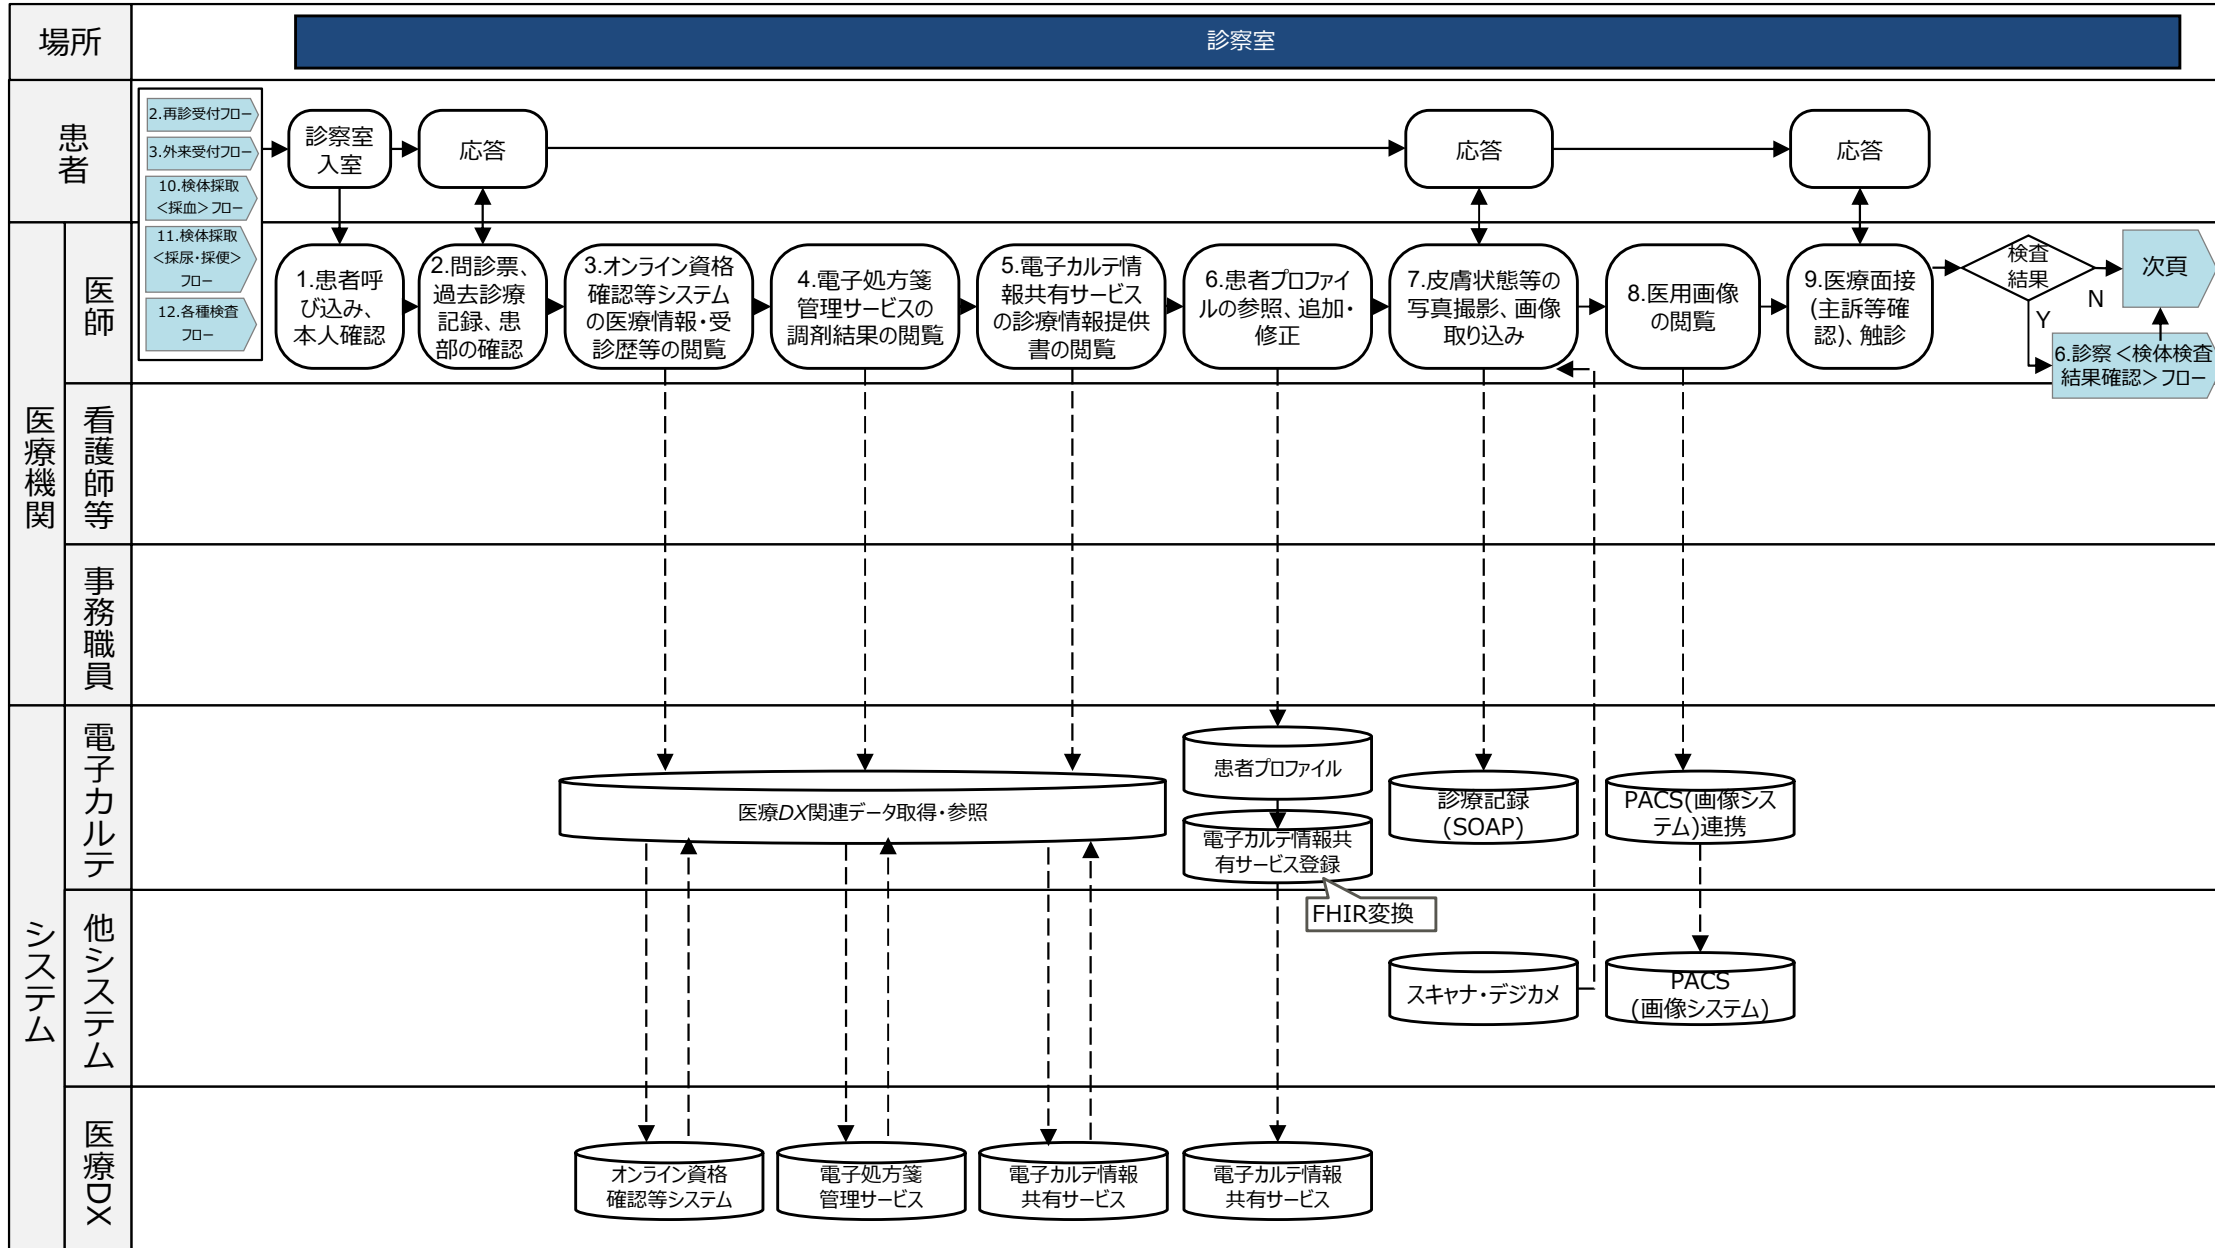 場所
診察室
患者
2.再診受付フロー
3.外来受付フロー
10.検体採取
<採血>フロー
11.検体採取
<採尿・採便>
フロー
12.各種検査
フロー
診察室
入室
応答
応答
応答
医療機関
医師
1.患者呼
び込み、
本人確認
2.問診票、
過去診療
記録、患
部の確認
3.オンライン資格
確認等システム
の医療情報・受
診歴等の閲覧
4.電子処方箋
管理サービスの
調剤結果の閲覧
5.電子カルテ情
報共有サービス
の診療情報提供
書の閲覧
6.患者プロファイ
ルの参照、追加・
修正
7.皮膚状態等の
写真撮影、画像
取り込み
8.医用画像
の閲覧
9.医療面接
(主訴等確
認)、触診
検査
結果
N
Y
次頁
6.診察<検体検査
結果確認>フロー
看護師等
事務職員
システム
電子カルテ
医療DX関連データ取得・参照
患者プロファイル
電子カルテ情報共
有サービス登録
FHIR変換
診療記録
(SOAP)
PACS(画像シス
テム)連携
他システム
スキャナ・デジカメ
PACS
(画像システム)
医療DX
オンライン資格
確認等システム
電子処方箋
管理サービス
電子カルテ情報
共有サービス
電子カルテ情報
共有サービス